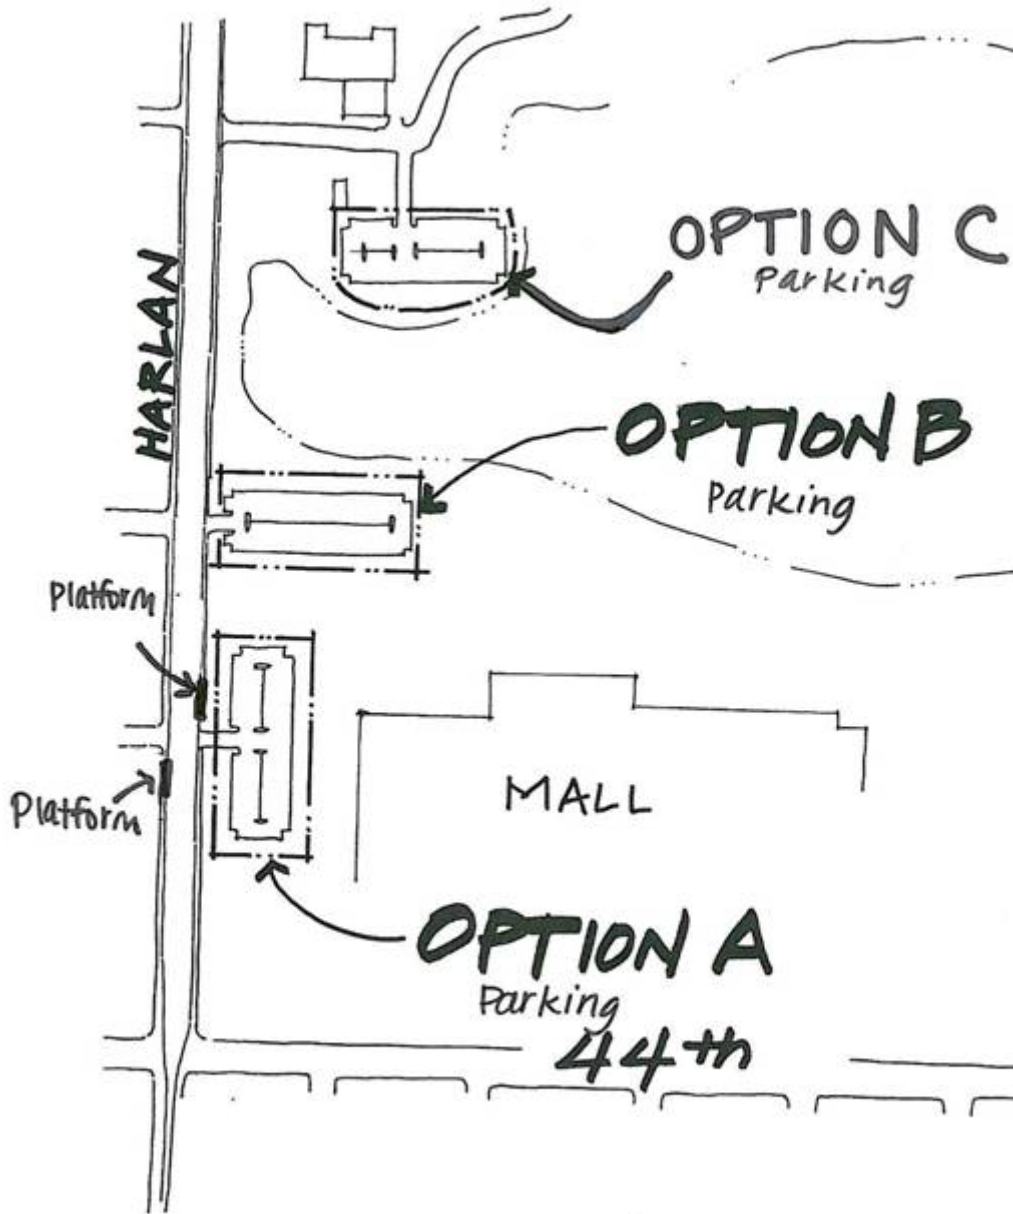 OPTION C
Parking
HARLAN
OPTION B
Parking
Platform
MALL
Platform
OPTION A
Parking
44th